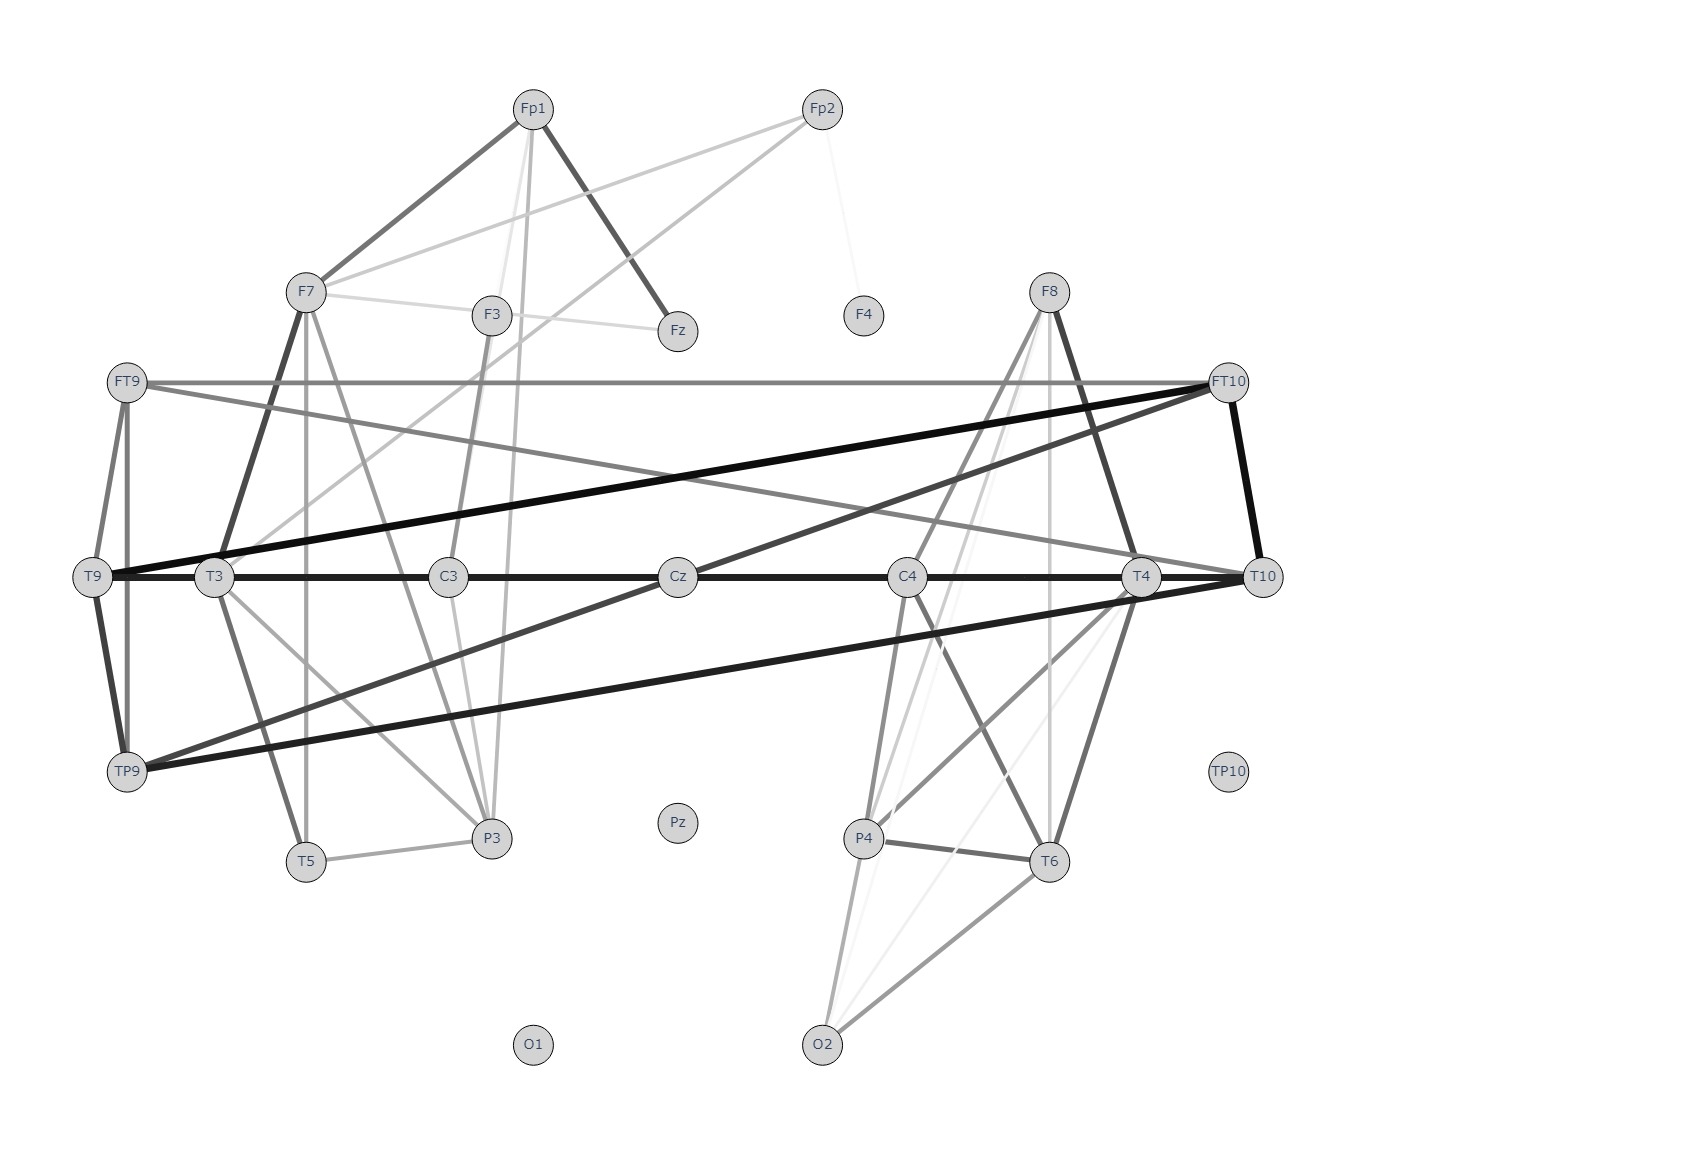 Fp1 Fp2
F7 F3 Fz F4 F8
FT9 FT10
T9 T3 C3 Cz C4 T4 T10
TP9 TP10
T5 P3 Pz P4 T6
O1 O2